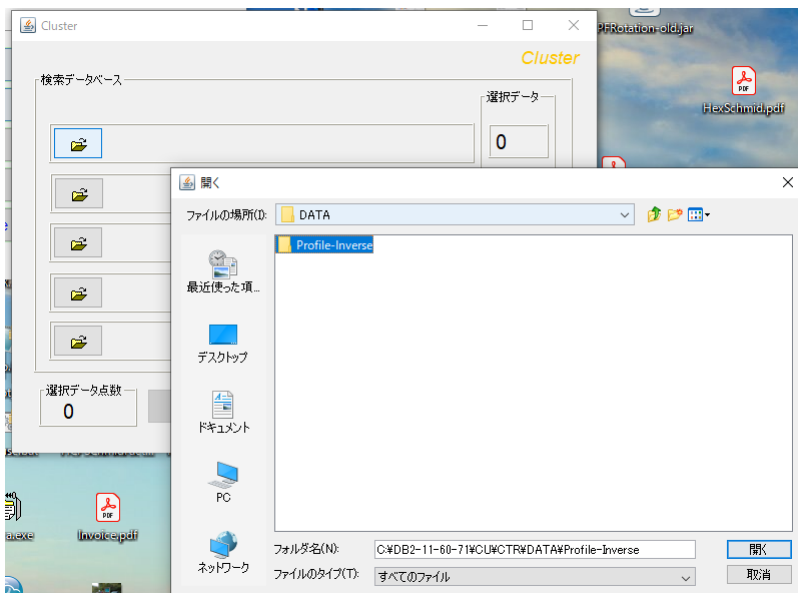 Cluster
Cluster
検索データベース
選択データ
0
選択データ点数
0
PFRotation-old.jar
PDF
HexSchmid.pdf
開く
ファイルの場所(I):
DATA
Profile-Inverse
最近使った項...
デスクトップ
ドキュメント
PC
ネットワーク
フォルダ名(N):
C:¥DB2-11-60-71¥CU¥CTR¥DATA¥Profile-Inverse
開く
ファイルのタイプ(T):
すべてのファイル
取消
a.exe
PDF
Invoice.pdf